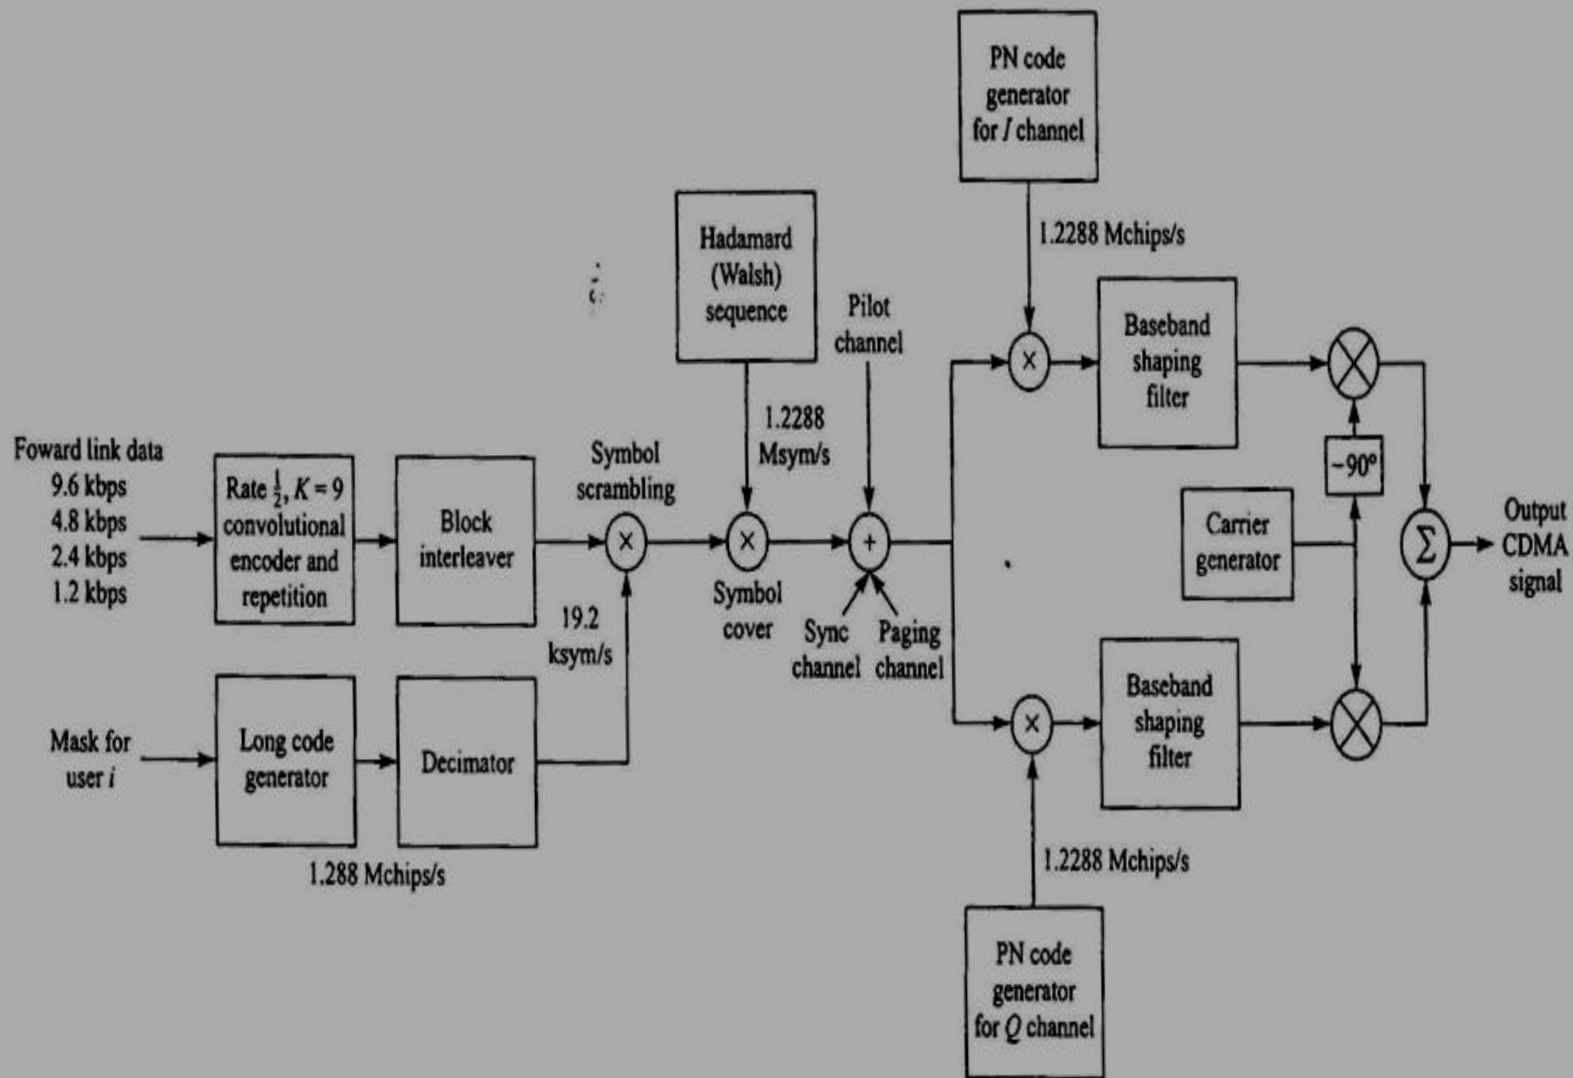 PN code
generator
for I channel
1.2288 Mchips/s
Hadamard
(Walsh)
sequence
Pilot
channel
Baseband
shaping
filter
1.2288
Msym/s
Foward link data
9.6 kbps
4.8 kbps
2.4 kbps
1.2 kbps
Rate 1/2, K = 9
convolutional
encoder and
repetition
Block
interleaver
Symbol
scrambling
×
×
Symbol
cover
+
×
−90°
Carrier
generator
Σ
Output
CDMA
signal
19.2
ksym/s
Sync
channel
Paging
channel
Mask for
user i
Long code
generator
Decimator
1.288 Mchips/s
×
Baseband
shaping
filter
1.2288 Mchips/s
PN code
generator
for Q channel